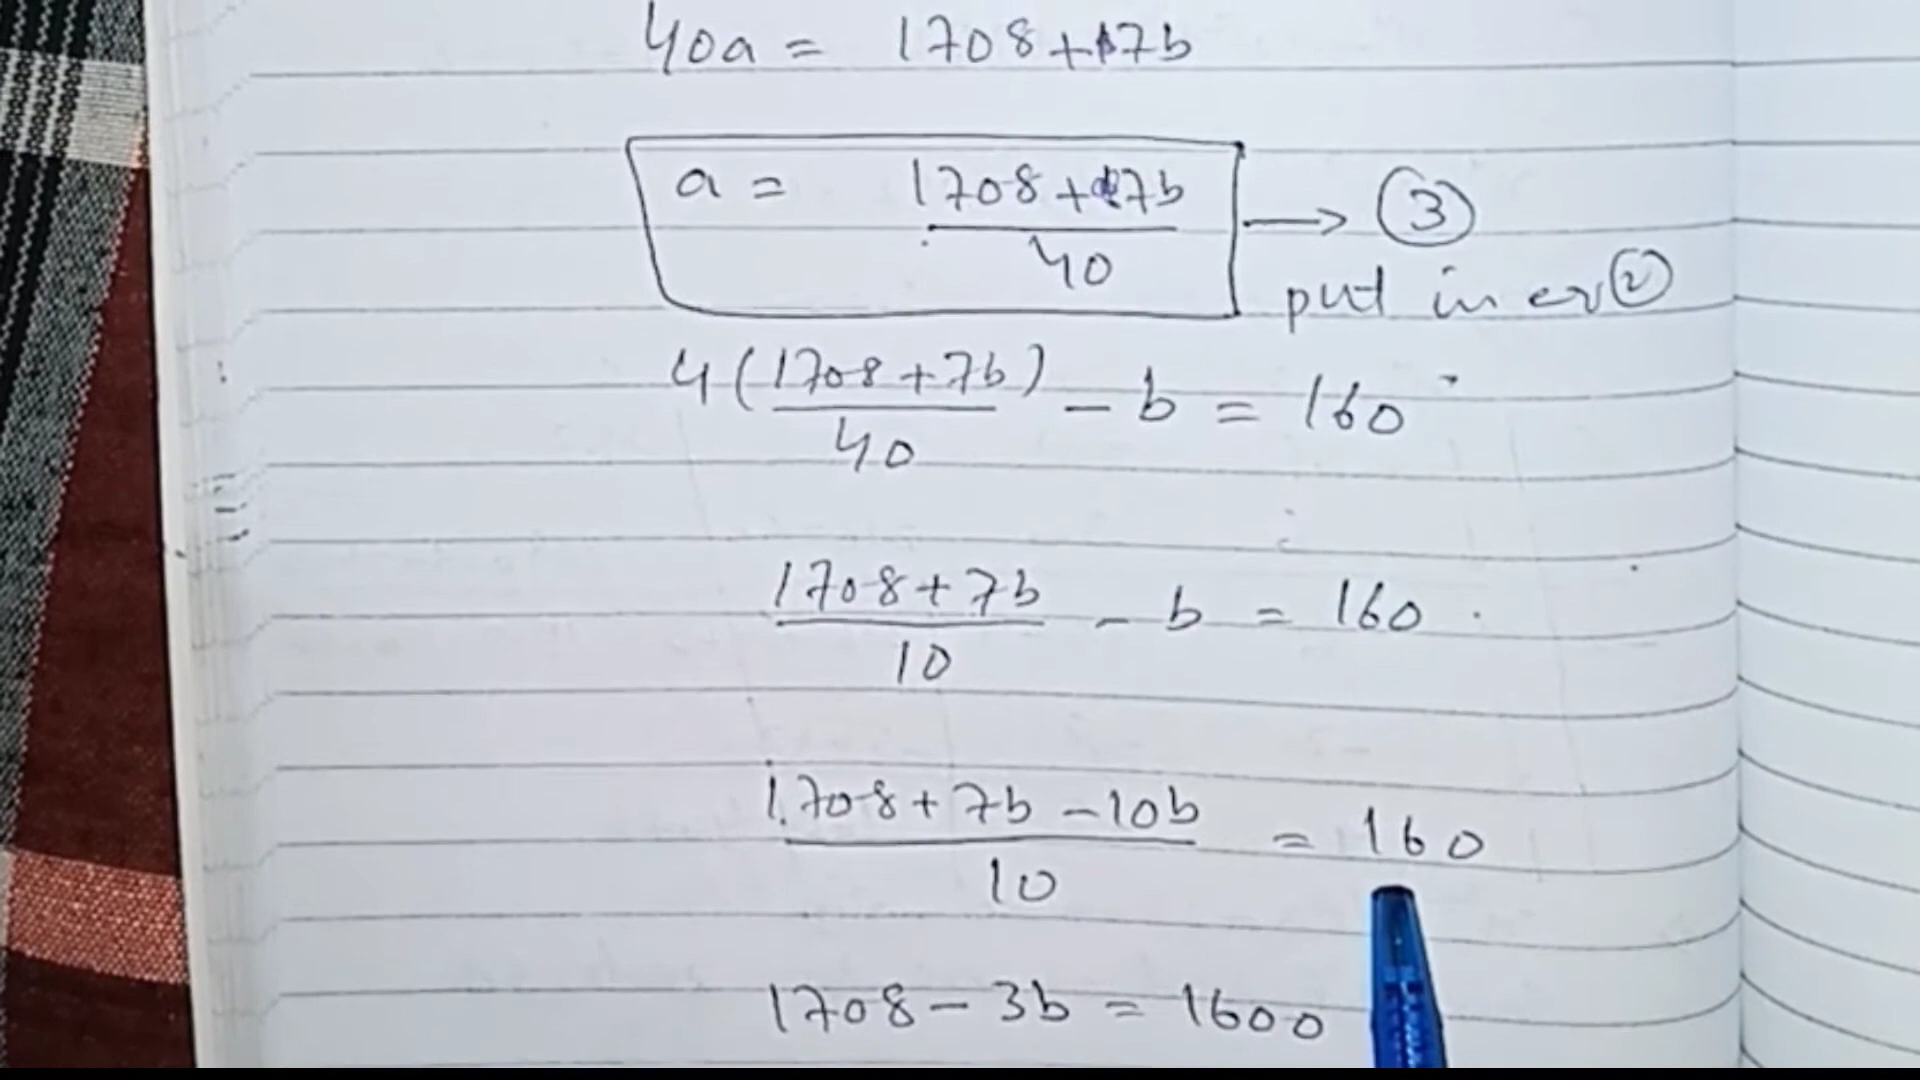 40a = 1708+17b
a = 1708+7b / 40 → ③
put in eq ②
4(1708+7b)/40 - b = 160
1708+7b / 10 - b = 160
1708+7b-10b / 10 = 160
1708-3b = 1600